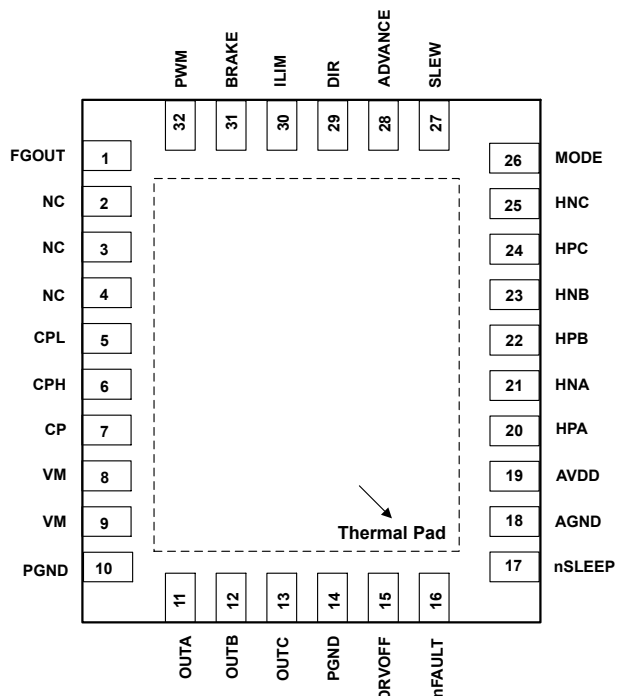 PWM
BRAKE
ILIM
DIR
ADVANCE
SLEW
32
31
30
29
28
27
FGOUT 1
NC 2
NC 3
NC 4
CPL 5
CPH 6
CP 7
VM 8
VM 9
PGND 10
26 MODE
25 HNC
24 HPC
23 HNB
22 HPB
21 HNA
20 HPA
19 AVDD
18 AGND
17 nSLEEP
Thermal Pad
11
12
13
14
15
16
OUTA
OUTB
OUTC
PGND
DRVOFF
nFAULT